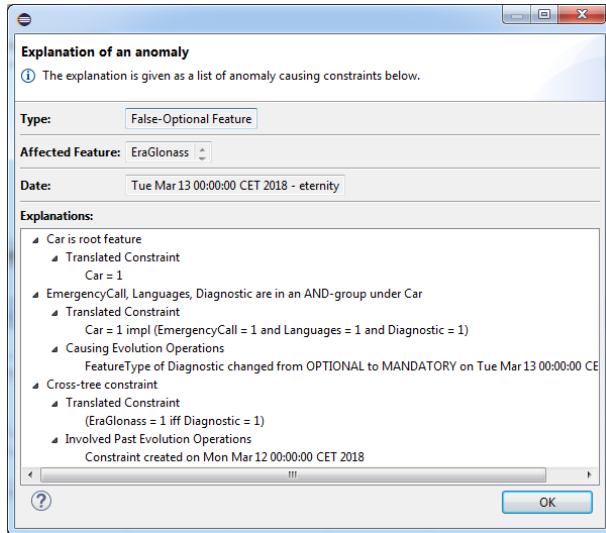 Explanation of an anomaly
The explanation is given as a list of anomaly causing constraints below.
Type: False-Optional Feature
Affected Feature: EraGlonass
Date: Tue Mar 13 00:00:00 CET 2018 - eternity
Explanations:
Car is root feature
Translated Constraint
Car = 1
EmergencyCall, Languages, Diagnostic are in an AND-group under Car
Translated Constraint
Car = 1 impl (EmergencyCall = 1 and Languages = 1 and Diagnostic = 1)
Causing Evolution Operations
FeatureType of Diagnostic changed from OPTIONAL to MANDATORY on Tue Mar 13 00:00:00 CE
Cross-tree constraint
Translated Constraint
(EraGlonass = 1 iff Diagnostic = 1)
Involved Past Evolution Operations
Constraint created on Mon Mar 12 00:00:00 CET 2018
OK